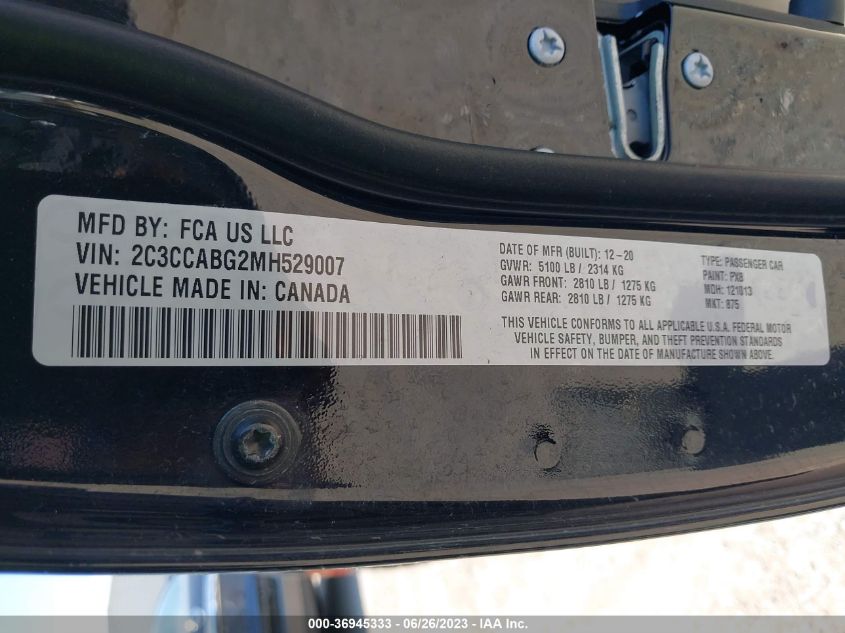 MFD BY: FCA US LLC
VIN: 2C3CCABG2MH529007
VEHICLE MADE IN: CANADA
DATE OF MFR (BUILT): 12-20
GVWR: 5100 LB / 2314 KG
GAWR FRONT: 2810 LB / 1275 KG
GAWR REAR: 2810 LB / 1275 KG
TYPE: PASSENGER CAR
PAINT: PX8
MDH: 121013
MKT: 875
THIS VEHICLE CONFORMS TO ALL APPLICABLE U.S.A. FEDERAL MOTOR
VEHICLE SAFETY, BUMPER, AND THEFT PREVENTION STANDARDS
IN EFFECT ON THE DATE OF MANUFACTURE SHOWN ABOVE.
000-36945333 - 06/26/2023 - IAA Inc.